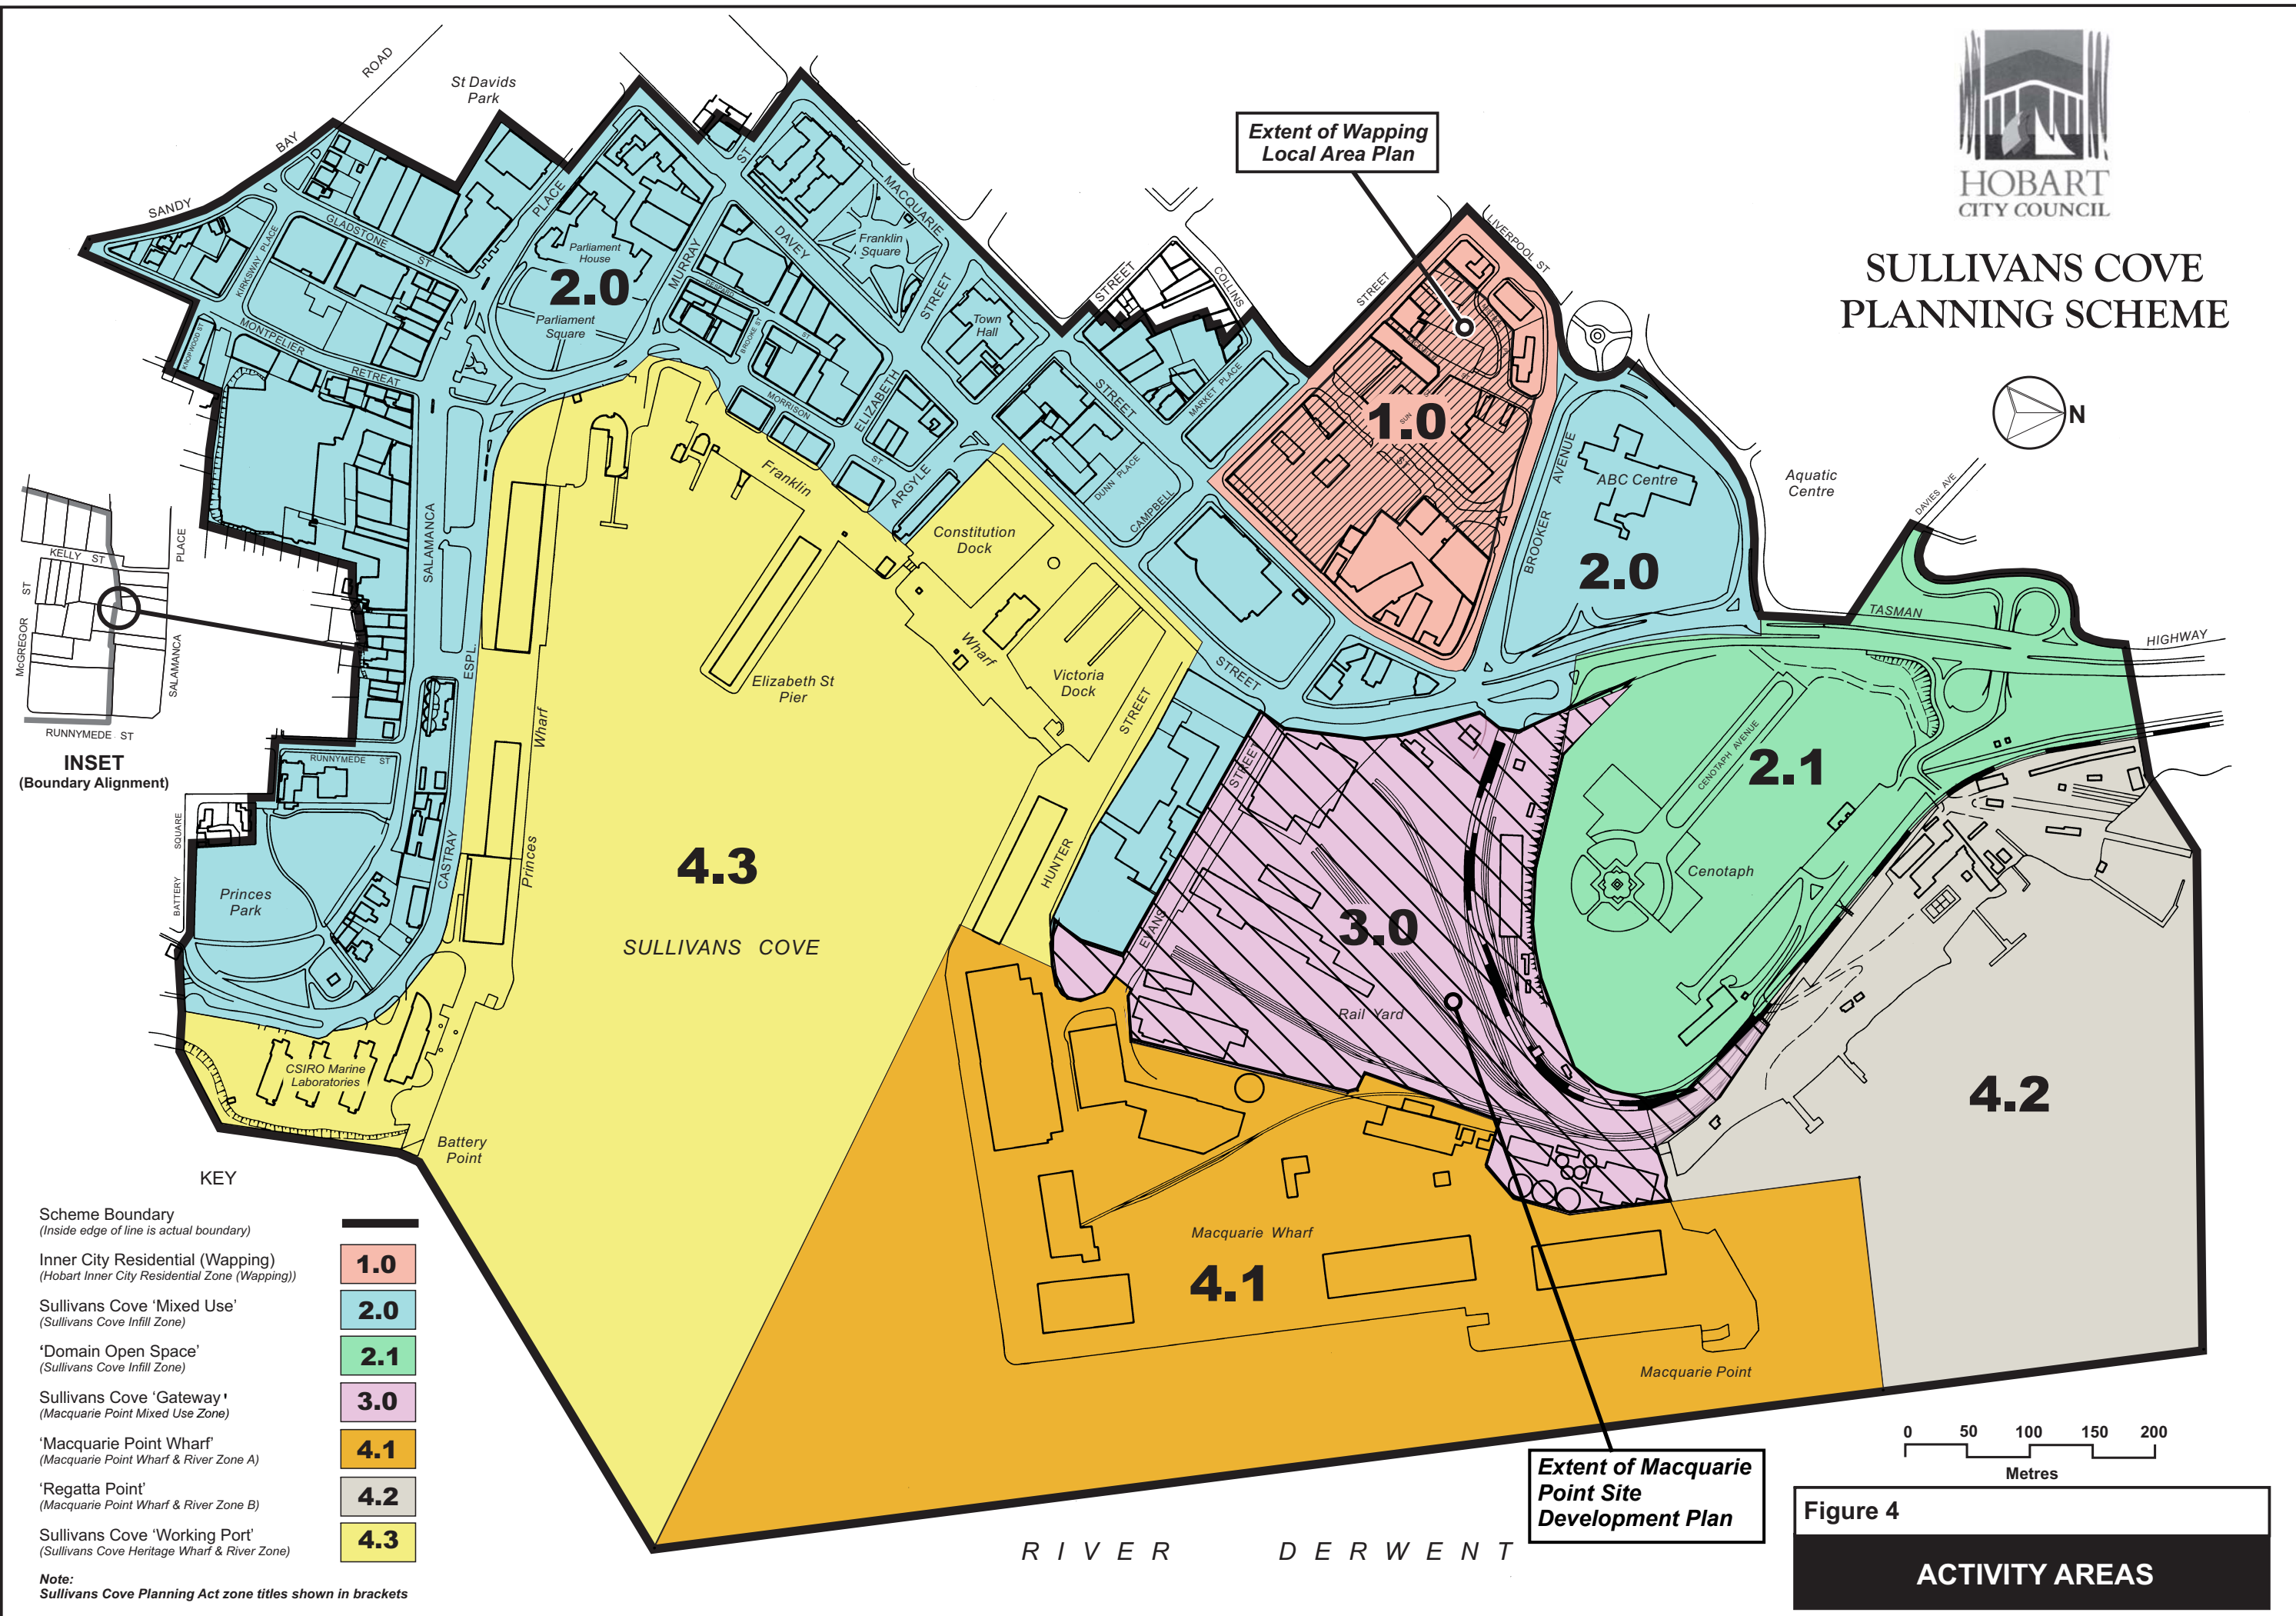 HOBART
CITY COUNCIL
SULLIVANS COVE
PLANNING SCHEME
N
Extent of Wapping
Local Area Plan
ROAD
BAY
SANDY
St Davids
Park
PLACE
KIRKSWAY PLACE
GLADSTONE
ST
KNOPWOOD ST
MONTPELIER
RETREAT
Parliament
House
2.0
Parliament
Square
MURRAY
ST
DAVEY
MACQUARIE
Franklin
Square
STREET
Town
Hall
BROOKE ST
ST
ELIZABETH
MORRISON
ST
ARGYLE
Franklin
STREET
COLLINS
STREET
MARKET PLACE
DUNN PLACE
CAMPBELL
STREET
LIVERPOOL ST
1.0
SUN
ST
BROOKER
AVENUE
ABC Centre
2.0
Aquatic
Centre
DAVIES AVE
TASMAN
HIGHWAY
Constitution
Dock
Wharf
Victoria
Dock
STREET
STREET
HUNTER
STREET
EVANS
Elizabeth St
Pier
SALAMANCA
ESPL.
CASTRAY
Wharf
Princes
4.3
SULLIVANS COVE
3.0
Rail Yard
CENOTAPH AVENUE
2.1
Cenotaph
4.2
KELLY ST
PLACE
ST
McGREGOR
SALAMANCA
RUNNYMEDE ST
INSET
(Boundary Alignment)
RUNNYMEDE ST
SQUARE
BATTERY
Princes
Park
CSIRO Marine
Laboratories
Battery
Point
Macquarie Wharf
4.1
Macquarie Point
Extent of Macquarie
Point Site
Development Plan
RIVER DERWENT
KEY
Scheme Boundary
(Inside edge of line is actual boundary)
Inner City Residential (Wapping)
(Hobart Inner City Residential Zone (Wapping))
1.0
Sullivans Cove ‘Mixed Use’
(Sullivans Cove Infill Zone)
2.0
‘Domain Open Space’
(Sullivans Cove Infill Zone)
2.1
Sullivans Cove ‘Gateway'
(Macquarie Point Mixed Use Zone)
3.0
‘Macquarie Point Wharf’
(Macquarie Point Wharf & River Zone A)
4.1
‘Regatta Point’
(Macquarie Point Wharf & River Zone B)
4.2
Sullivans Cove ‘Working Port’
(Sullivans Cove Heritage Wharf & River Zone)
4.3
Note:
Sullivans Cove Planning Act zone titles shown in brackets
0 50 100 150 200
Metres
Figure 4
ACTIVITY AREAS